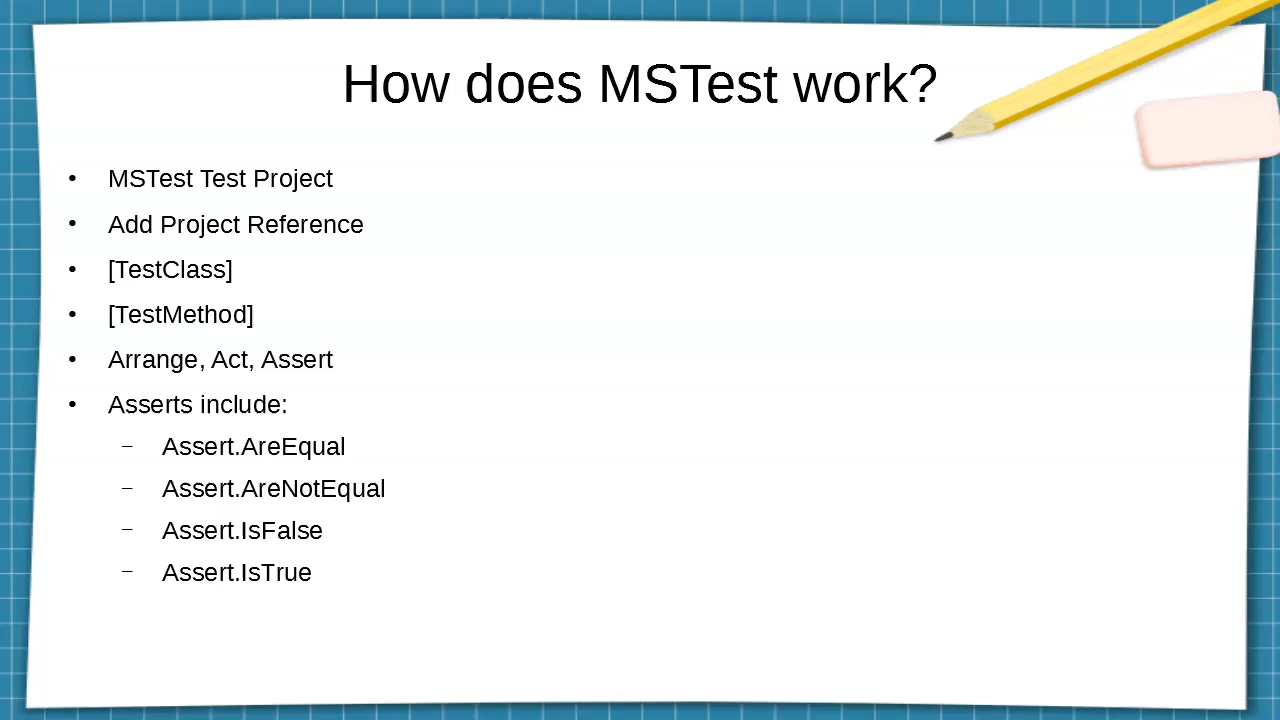 How does MSTest work?
• MSTest Test Project
• Add Project Reference
• [TestClass]
• [TestMethod]
• Arrange, Act, Assert
• Asserts include:
– Assert.AreEqual
– Assert.AreNotEqual
– Assert.IsFalse
– Assert.IsTrue